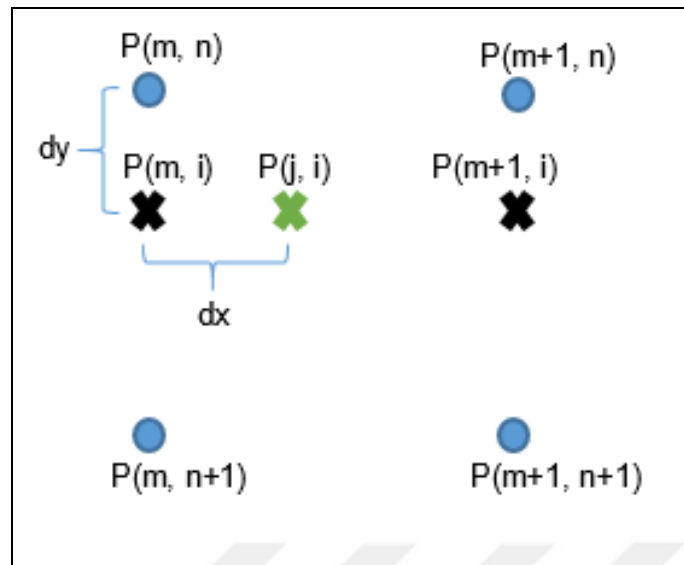 P(m, n)
P(m+1, n)
dy
P(m, i)
P(j, i)
P(m+1, i)
dx
P(m, n+1)
P(m+1, n+1)